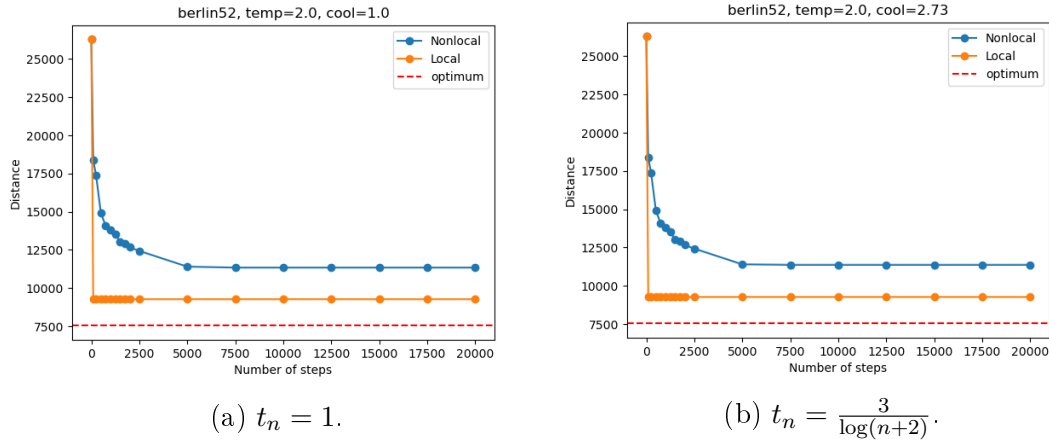 berlin52, temp=2.0, cool=1.0
Distance
25000
22500
20000
17500
15000
12500
10000
7500
Nonlocal
Local
optimum
0 2500 5000 7500 10000 12500 15000 17500 20000
Number of steps
(a) tₙ = 1.
berlin52, temp=2.0, cool=2.73
Distance
25000
22500
20000
17500
15000
12500
10000
7500
Nonlocal
Local
optimum
0 2500 5000 7500 10000 12500 15000 17500 20000
Number of steps
(b) tₙ = 3/log(n+2).